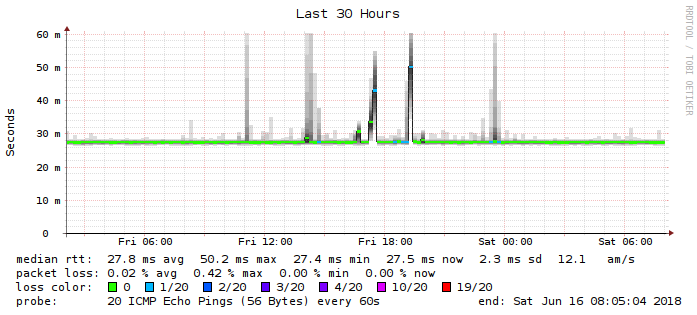 Last 30 Hours
RRDTOOL / TOBI OETIKER
Seconds
60 m
50 m
40 m
30 m
20 m
10 m
0
Fri 06:00 Fri 12:00 Fri 18:00 Sat 00:00 Sat 06:00
median rtt: 27.8 ms avg 50.2 ms max 27.4 ms min 27.5 ms now 2.3 ms sd 12.1 am/s
packet loss: 0.02 % avg 0.42 % max 0.00 % min 0.00 % now
loss color: 0 1/20 2/20 3/20 4/20 10/20 19/20
probe: 20 ICMP Echo Pings (56 Bytes) every 60s end: Sat Jun 16 08:05:04 2018